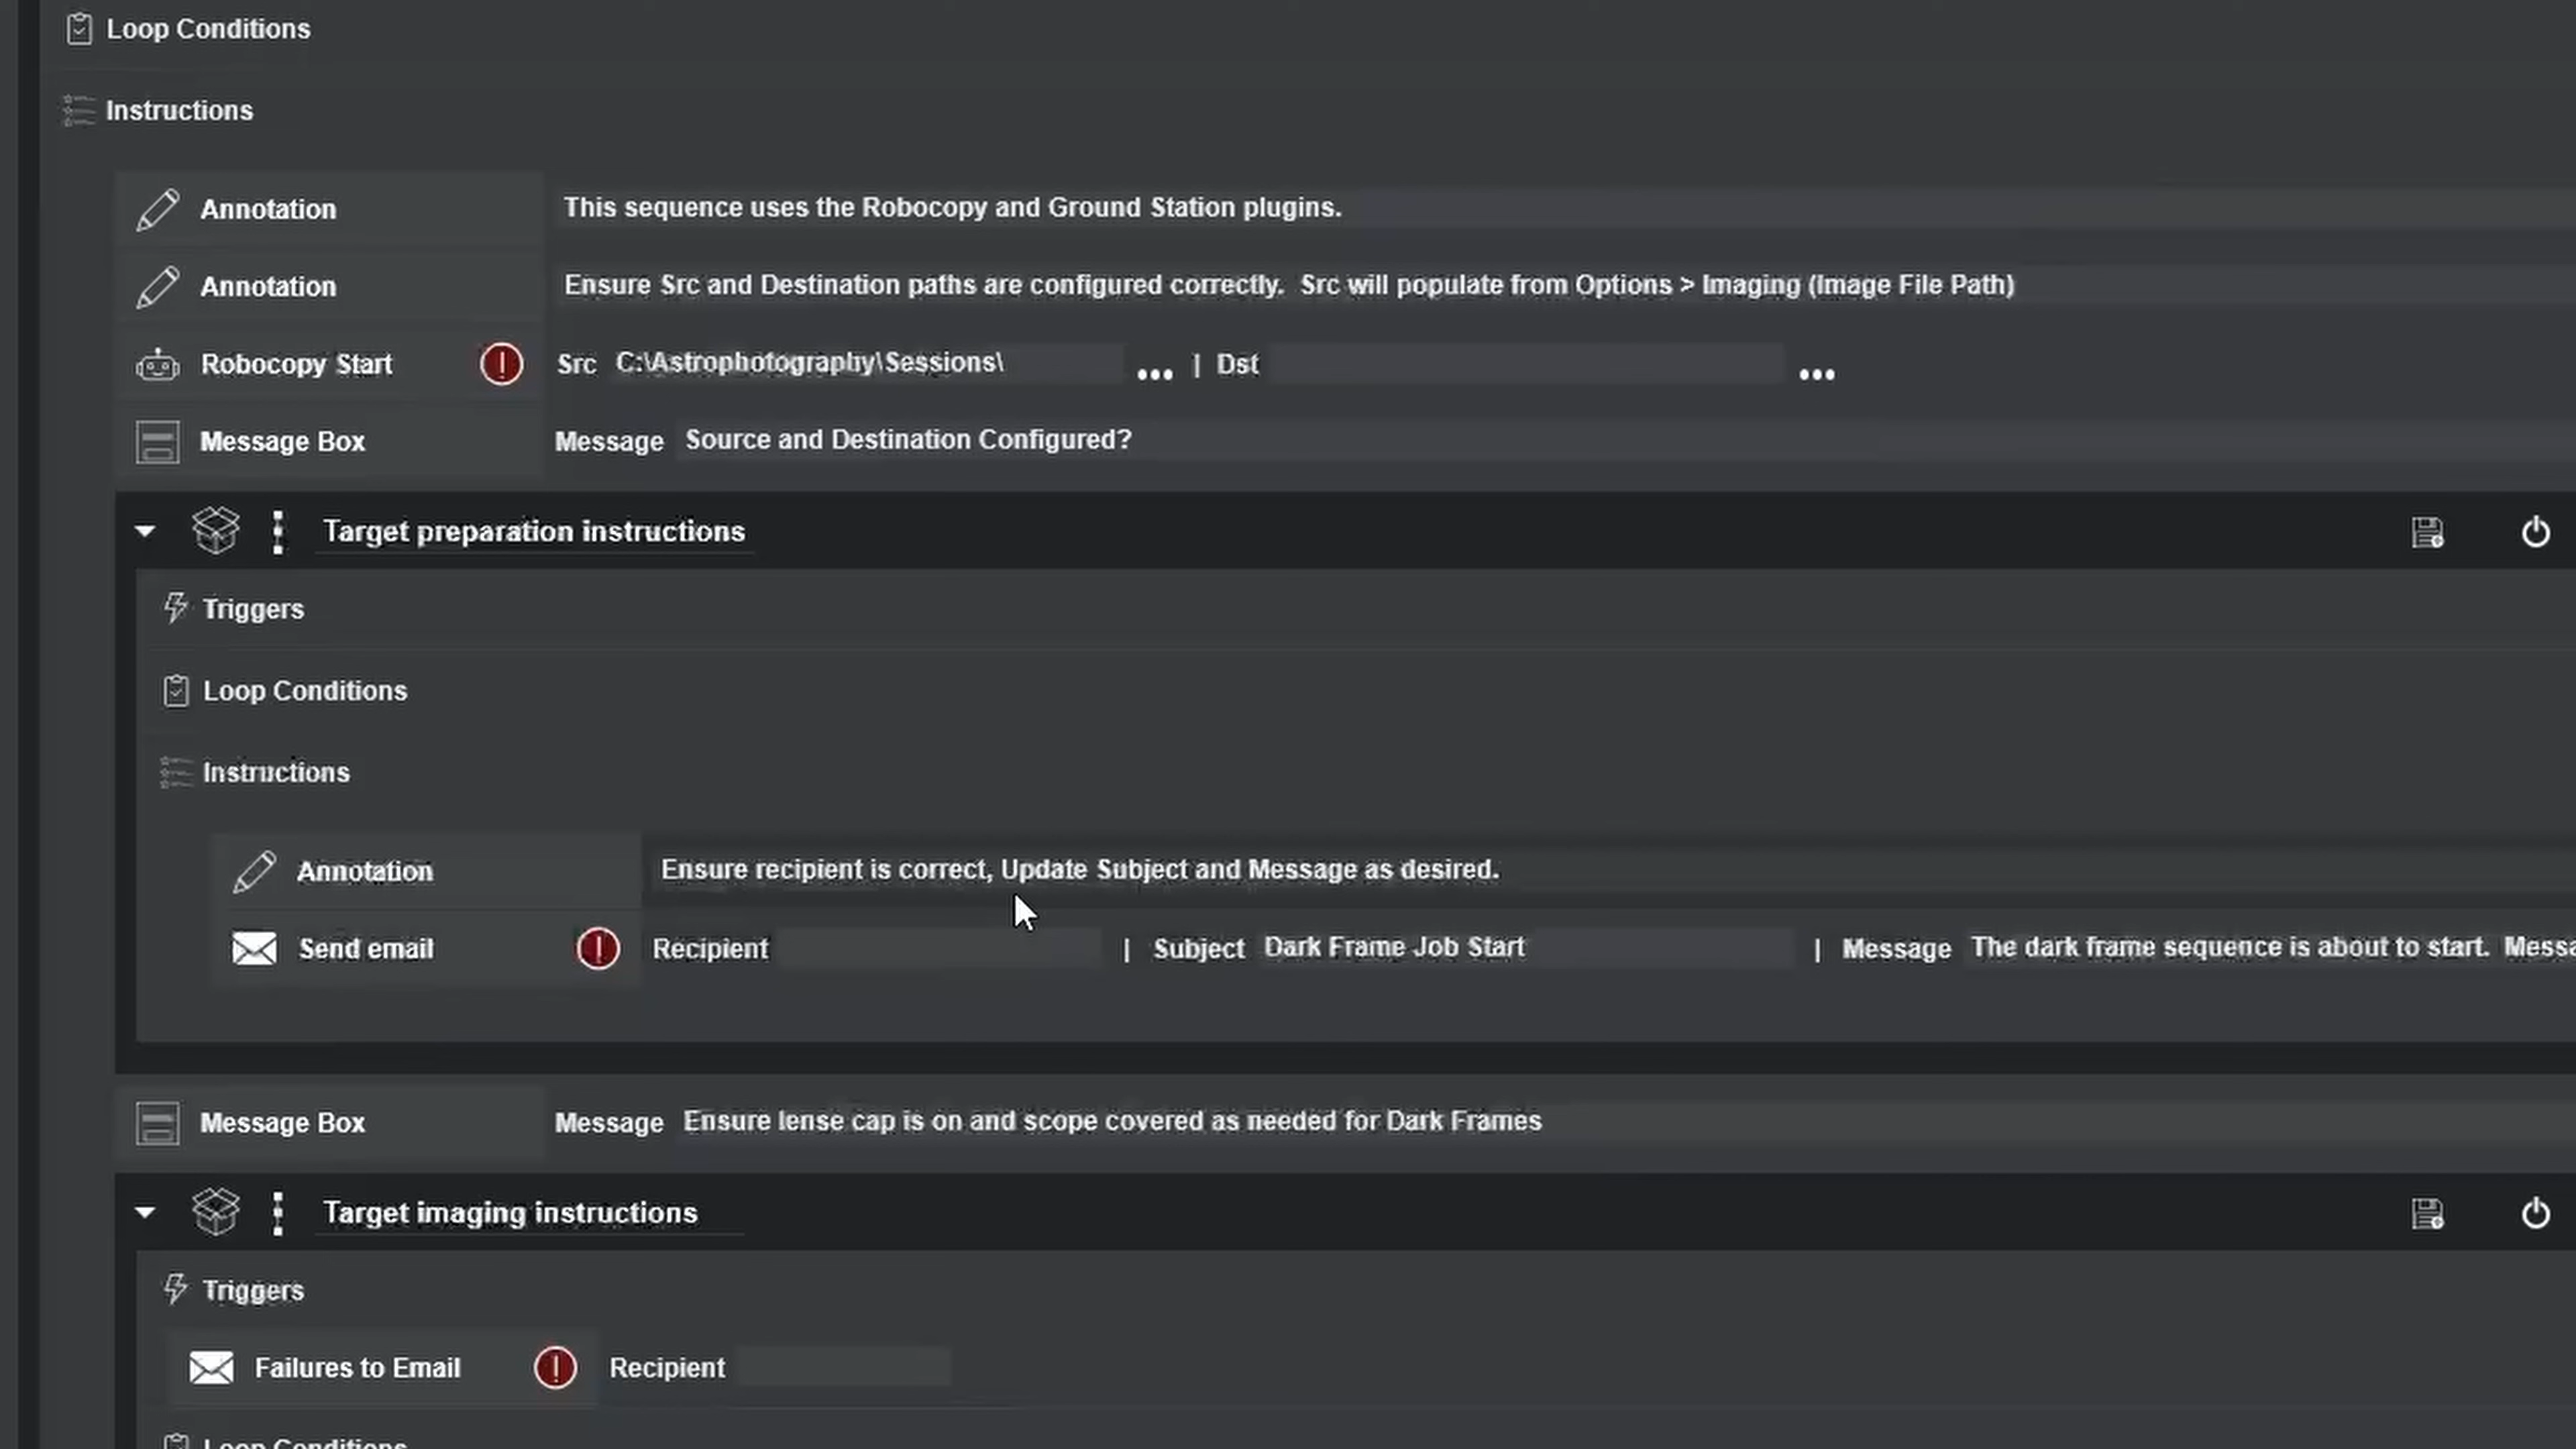 Loop Conditions
Instructions
Annotation This sequence uses the Robocopy and Ground Station plugins.
Annotation Ensure Src and Destination paths are configured correctly. Src will populate from Options > Imaging (Image File Path)
Robocopy Start Src C:\Astrophotography\Sessions\ ... | Dst ...
Message Box Message Source and Destination Configured?
Target preparation instructions
Triggers
Loop Conditions
Instructions
Annotation Ensure recipient is correct, Update Subject and Message as desired.
Send email Recipient | Subject Dark Frame Job Start | Message The dark frame sequence is about to start.
Message Box Message Ensure lense cap is on and scope covered as needed for Dark Frames
Target imaging instructions
Triggers
Failures to Email Recipient
Loop Conditions